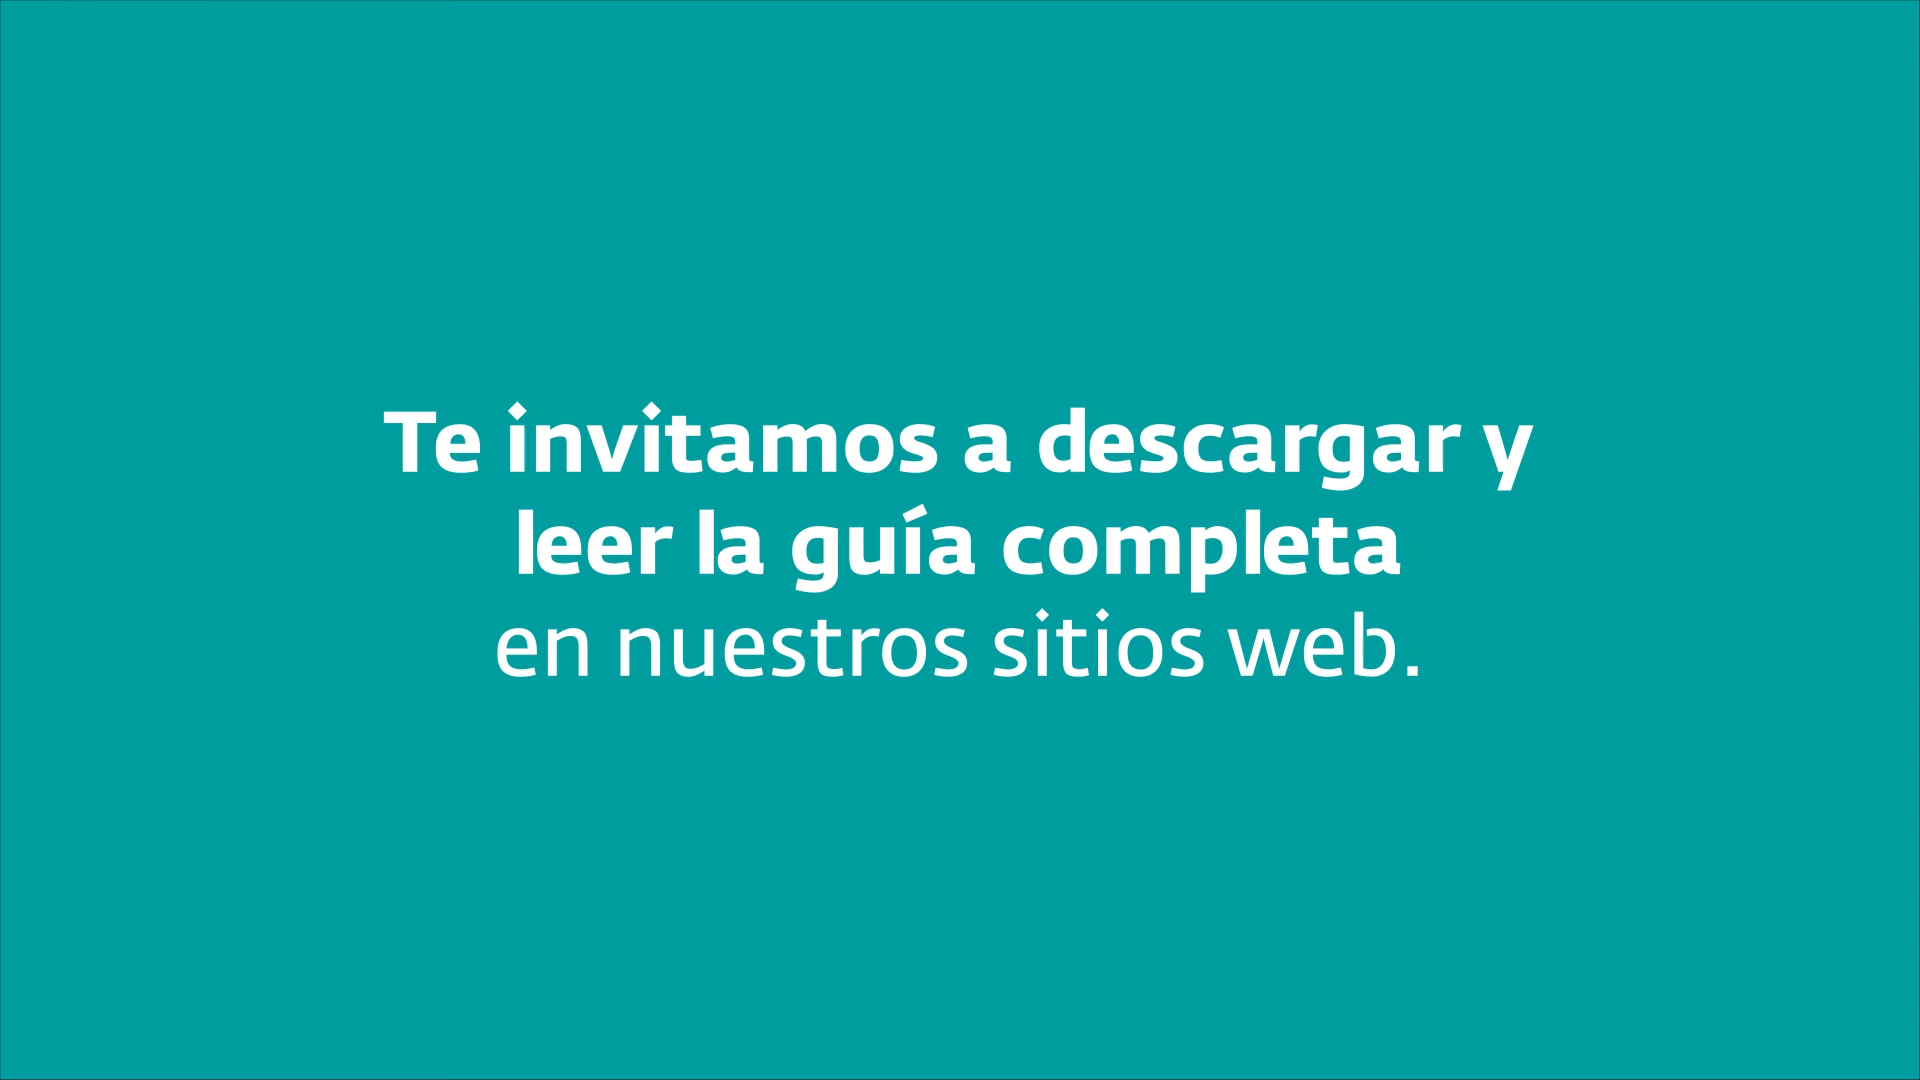 Te invitamos a descargar y
leer la guía completa
en nuestros sitios web.